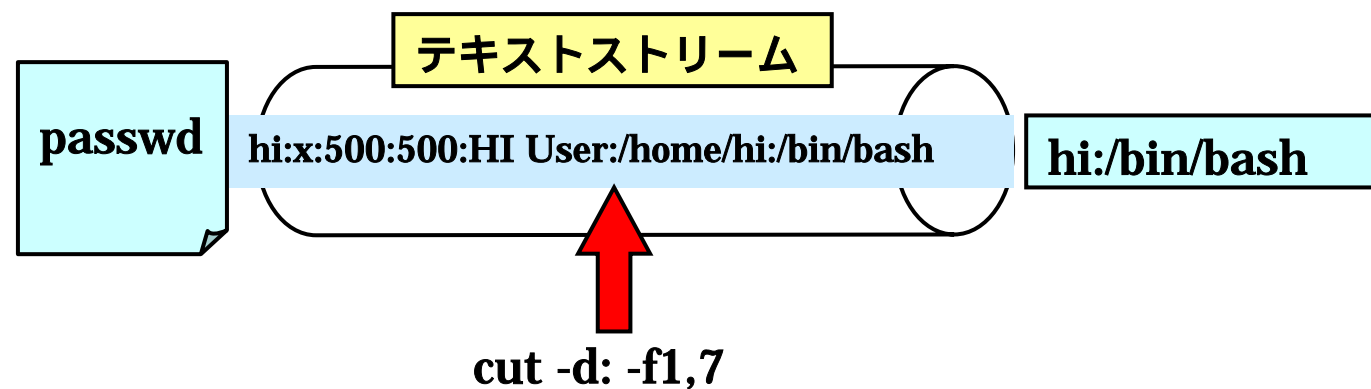 テキストストリーム
passwd
hi:x:500:500:HI User:/home/hi:/bin/bash
hi:/bin/bash
cut -d: -f1,7